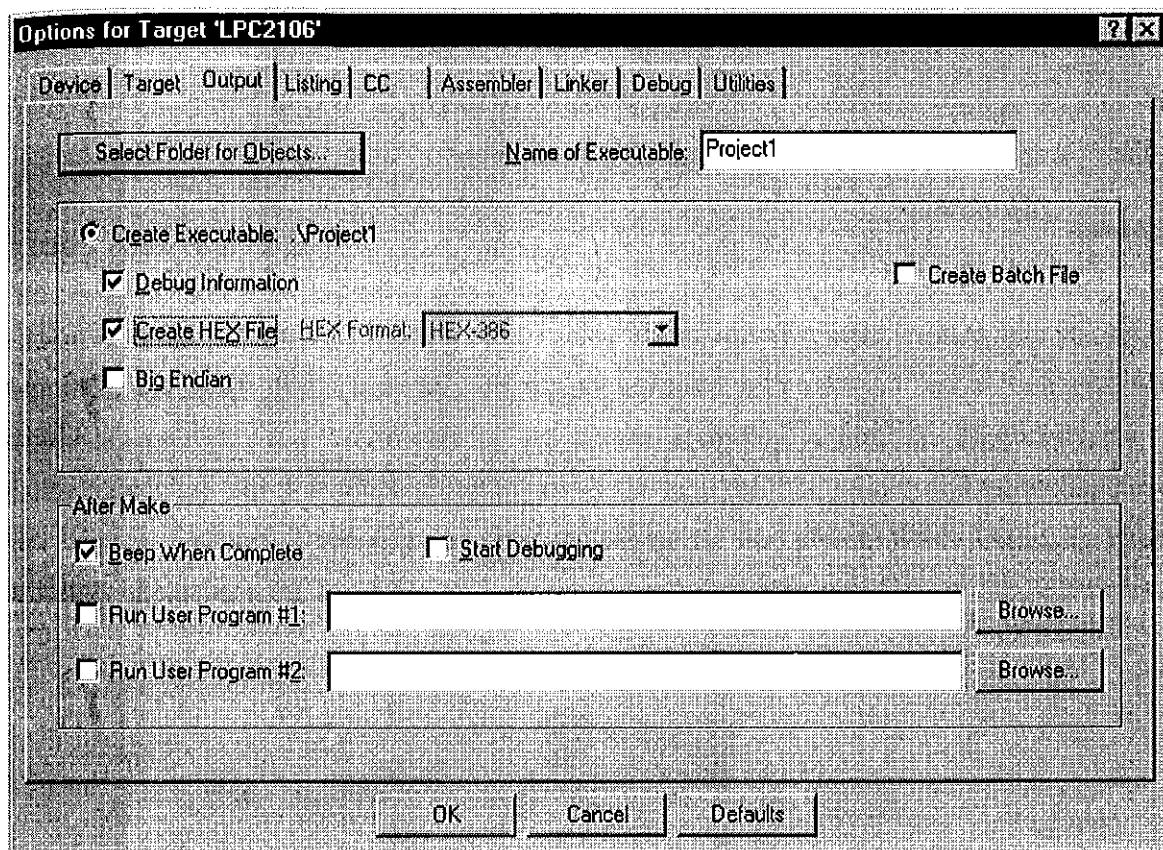 Options for Target 'LPC2106'
Device Target Output Listing CC Assembler Linker Debug Utilities
Select Folder for Objects... Name of Executable: Project1
Create Executable: .\Project1
Debug Information Create Batch File
Create HEX File HEX Format: HEX-386
Big Endian
After Make
Beep When Complete Start Debugging
Run User Program #1: Browse...
Run User Program #2: Browse...
OK Cancel Defaults